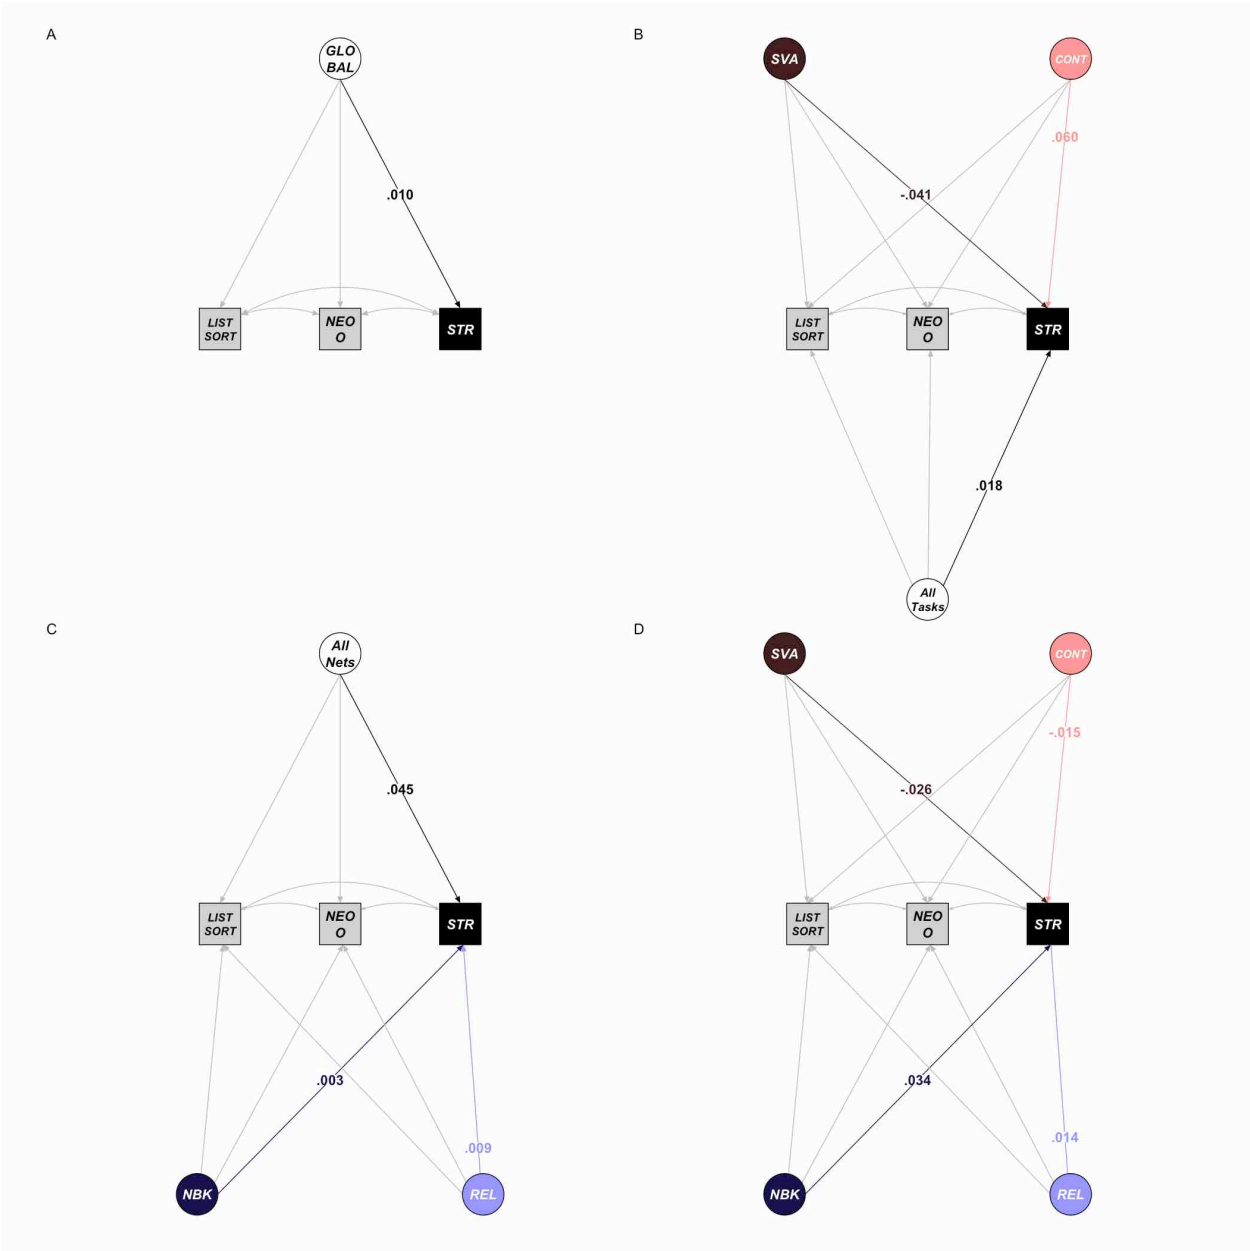 A
GLO
BAL
.010
LIST
SORT
NEO
O
STR
B
SVA
CONT
.060
-.041
LIST
SORT
NEO
O
STR
.018
All
Tasks
C
All
Nets
.045
LIST
SORT
NEO
O
STR
.003
.009
NBK
REL
D
SVA
CONT
-.015
-.026
LIST
SORT
NEO
O
STR
.034
.014
NBK
REL